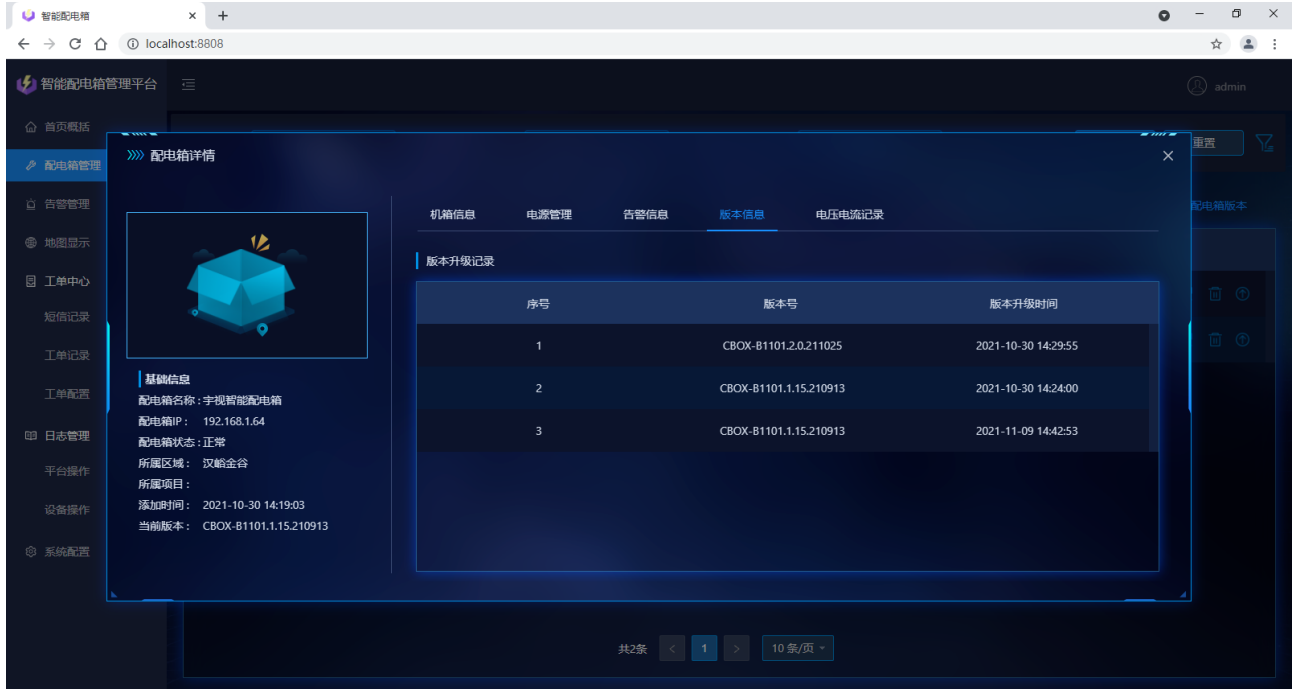 智能配电箱
localhost:8808
智能配电箱管理平台
admin
首页概括
配电箱管理
告警管理
地图显示
工单中心
短信记录
工单记录
工单配置
日志管理
平台操作
设备操作
系统配置
重置
配电箱版本
配电箱详情
基础信息
配电箱名称：宇视智能配电箱
配电箱IP： 192.168.1.64
配电箱状态：正常
所属区域： 汉峪金谷
所属项目：
添加时间： 2021-10-30 14:19:03
当前版本： CBOX-B1101.1.15.210913
机箱信息 电源管理 告警信息 版本信息 电压电流记录
版本升级记录
序号 版本号 版本升级时间
1 CBOX-B1101.2.0.211025 2021-10-30 14:29:55
2 CBOX-B1101.1.15.210913 2021-10-30 14:24:00
3 CBOX-B1101.1.15.210913 2021-11-09 14:42:53
共2条 < 1 > 10 条/页